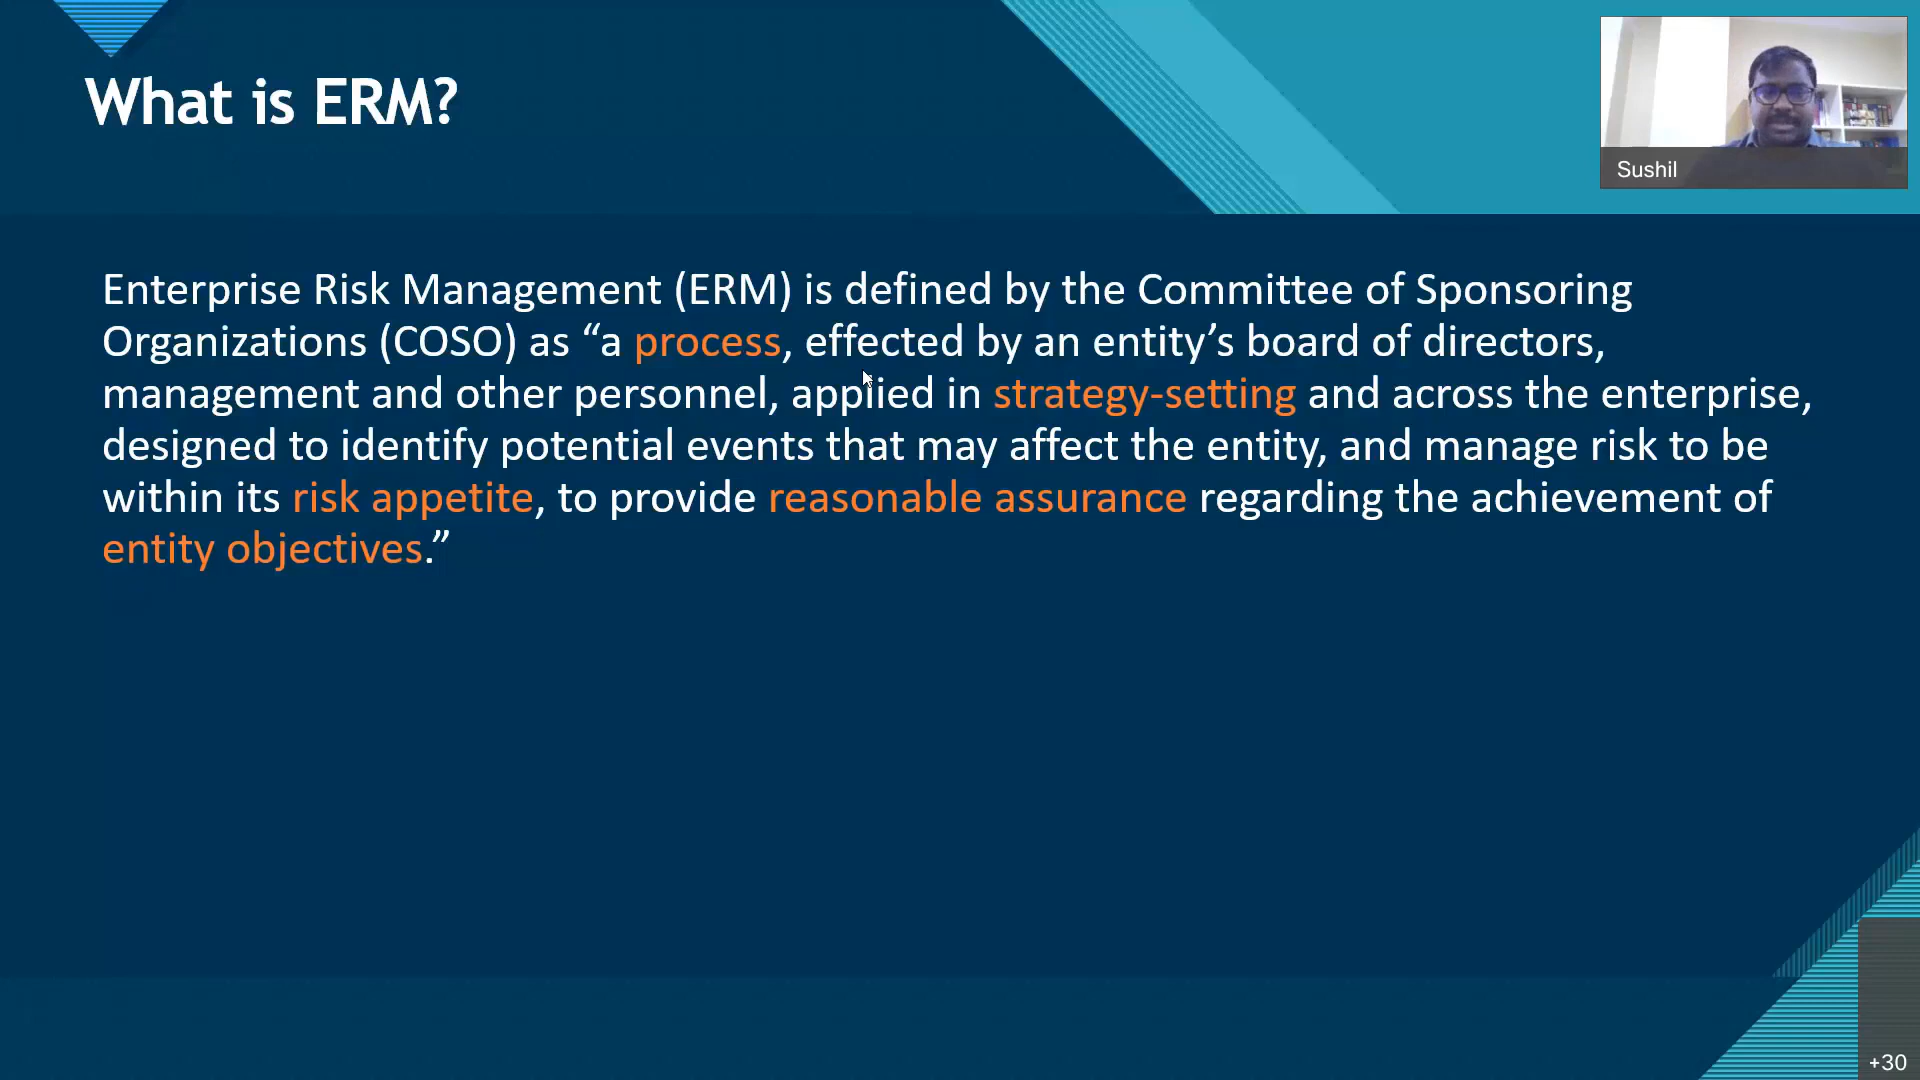 What is ERM?
Sushil
Enterprise Risk Management (ERM) is defined by the Committee of Sponsoring
Organizations (COSO) as “a process, effected by an entity’s board of directors,
management and other personnel, applied in strategy-setting and across the enterprise,
designed to identify potential events that may affect the entity, and manage risk to be
within its risk appetite, to provide reasonable assurance regarding the achievement of
entity objectives.”
+30